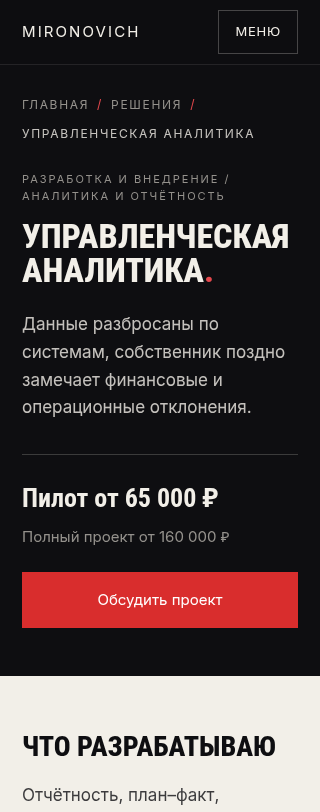 MIRONOVICH
МЕНЮ
ГЛАВНАЯ / РЕШЕНИЯ /
УПРАВЛЕНЧЕСКАЯ АНАЛИТИКА
РАЗРАБОТКА И ВНЕДРЕНИЕ /
АНАЛИТИКА И ОТЧЁТНОСТЬ
УПРАВЛЕНЧЕСКАЯ
АНАЛИТИКА.
Данные разбросаны по
системам, собственник поздно
замечает финансовые и
операционные отклонения.
Пилот от 65 000 ₽
Полный проект от 160 000 ₽
Обсудить проект
ЧТО РАЗРАБАТЫВАЮ
Отчётность, план–факт,